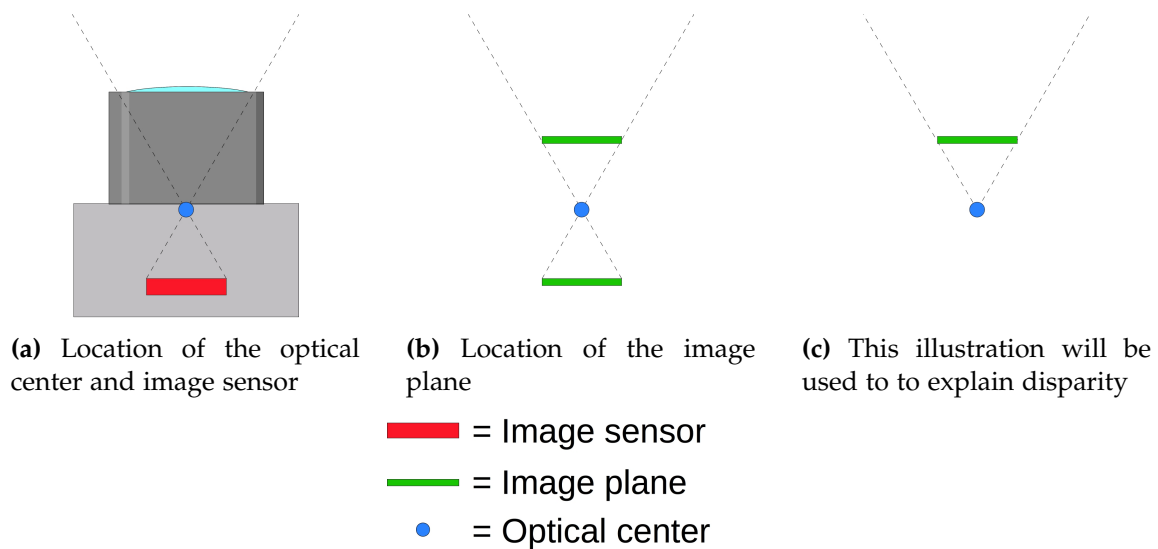 (a) Location of the optical
center and image sensor
(b) Location of the image
plane
(c) This illustration will be
used to to explain disparity
= Image sensor
= Image plane
= Optical center